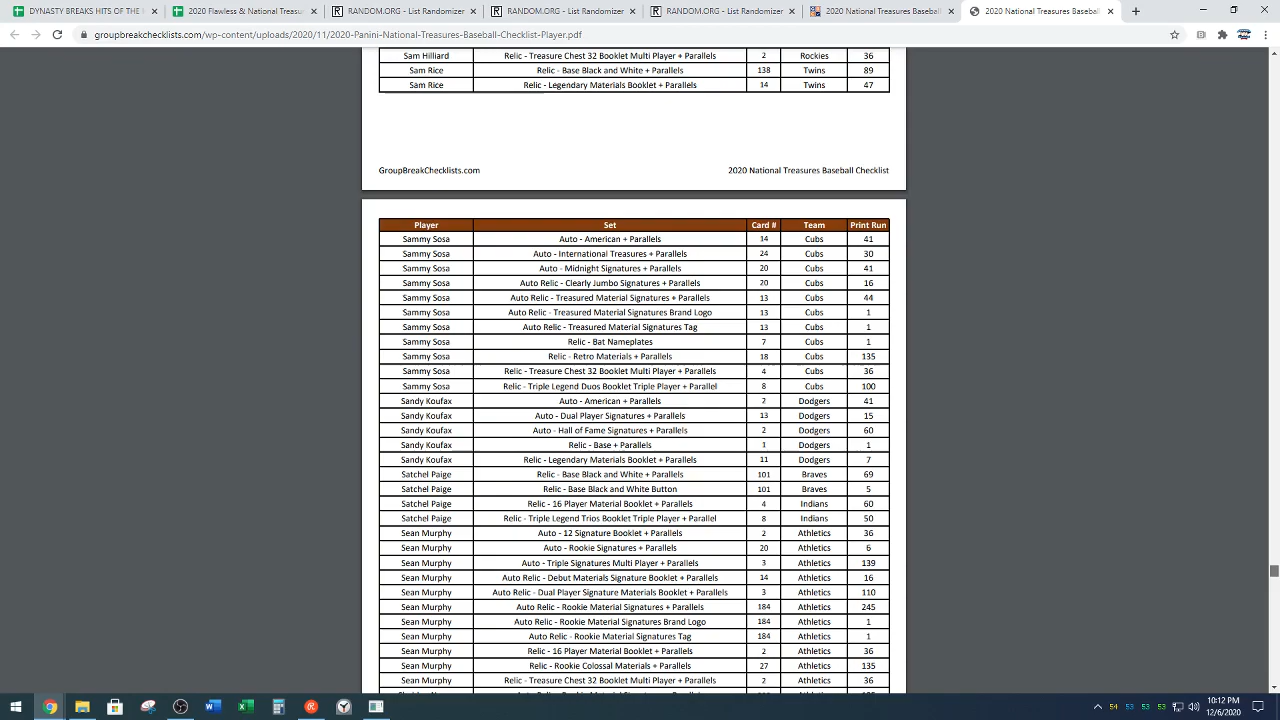 DYNASTY BREAKS HITS OF THE
2020 Flawless & National Treasu
RANDOM.ORG - List Randomizer
RANDOM.ORG - List Randomizer
RANDOM.ORG - List Randomizer
2020 National Treasures Baseball
2020 National Treasures Baseball
groupbreakchecklists.com/wp-content/uploads/2020/11/2020-Panini-National-Treasures-Baseball-Checklist-Player.pdf
Sam Hilliard Relic - Treasure Chest 32 Booklet Multi Player + Parallels 2 Rockies 36
Sam Rice Relic - Base Black and White + Parallels 138 Twins 89
Sam Rice Relic - Legendary Materials Booklet + Parallels 14 Twins 47
GroupBreakChecklists.com 2020 National Treasures Baseball Checklist
Player Set Card # Team Print Run
Sammy Sosa Auto - American + Parallels 14 Cubs 41
Sammy Sosa Auto - International Treasures + Parallels 24 Cubs 30
Sammy Sosa Auto - Midnight Signatures + Parallels 20 Cubs 41
Sammy Sosa Auto Relic - Clearly Jumbo Signatures + Parallels 20 Cubs 16
Sammy Sosa Auto Relic - Treasured Material Signatures + Parallels 13 Cubs 44
Sammy Sosa Auto Relic - Treasured Material Signatures Brand Logo 13 Cubs 1
Sammy Sosa Auto Relic - Treasured Material Signatures Tag 13 Cubs 1
Sammy Sosa Relic - Bat Nameplates 7 Cubs 1
Sammy Sosa Relic - Retro Materials + Parallels 18 Cubs 135
Sammy Sosa Relic - Treasure Chest 32 Booklet Multi Player + Parallels 4 Cubs 36
Sammy Sosa Relic - Triple Legend Duos Booklet Triple Player + Parallel 8 Cubs 100
Sandy Koufax Auto - American + Parallels 2 Dodgers 41
Sandy Koufax Auto - Dual Player Signatures + Parallels 13 Dodgers 15
Sandy Koufax Auto - Hall of Fame Signatures + Parallels 2 Dodgers 60
Sandy Koufax Relic - Base + Parallels 1 Dodgers 1
Sandy Koufax Relic - Legendary Materials Booklet + Parallels 11 Dodgers 7
Satchel Paige Relic - Base Black and White + Parallels 101 Braves 69
Satchel Paige Relic - Base Black and White Button 101 Braves 5
Satchel Paige Relic - 16 Player Material Booklet + Parallels 4 Indians 60
Satchel Paige Relic - Triple Legend Trios Booklet Triple Player + Parallel 8 Indians 50
Sean Murphy Auto - 12 Signature Booklet + Parallels 2 Athletics 36
Sean Murphy Auto - Rookie Signatures + Parallels 20 Athletics 6
Sean Murphy Auto - Triple Signatures Multi Player + Parallels 3 Athletics 139
Sean Murphy Auto Relic - Debut Materials Signature Booklet + Parallels 14 Athletics 16
Sean Murphy Auto Relic - Dual Player Signature Materials Booklet + Parallels 3 Athletics 110
Sean Murphy Auto Relic - Rookie Material Signatures + Parallels 184 Athletics 245
Sean Murphy Auto Relic - Rookie Material Signatures Brand Logo 184 Athletics 1
Sean Murphy Auto Relic - Rookie Material Signatures Tag 184 Athletics 1
Sean Murphy Relic - 16 Player Material Booklet + Parallels 2 Athletics 36
Sean Murphy Relic - Rookie Colossal Materials + Parallels 27 Athletics 135
Sean Murphy Relic - Treasure Chest 32 Booklet Multi Player + Parallels 2 Athletics 36
54 53 53 53
10:12 PM
12/6/2020